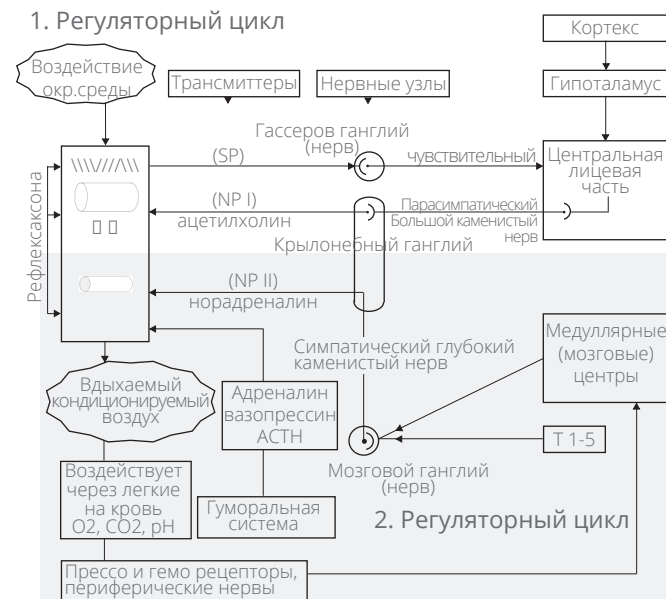 1. Регуляторный цикл
Кортекс
Воздействие
окр.среды
Трансмиттеры
Нервные узлы
Гипоталамус
Гассеров ганглий
(нерв)
(SP)
чувствительный
Центральная
лицевая
часть
Рефлексаксона
(NP I)
ацетилхолин
Парасимпатический
Большой каменистый
нерв
Крылонебный ганглий
(NP II)
норадреналин
Симпатический глубокий
каменистый нерв
Медуллярные
(мозговые)
центры
Вдыхаемый
кондиционируемый
воздух
Адреналин
вазопрессин
АСТН
Т 1-5
Мозговой ганглий
(нерв)
Воздействует
через легкие
на кровь
О2, СО2, рН
Гуморальная
система
2. Регуляторный цикл
Прессо и гемо рецепторы,
периферические нервы